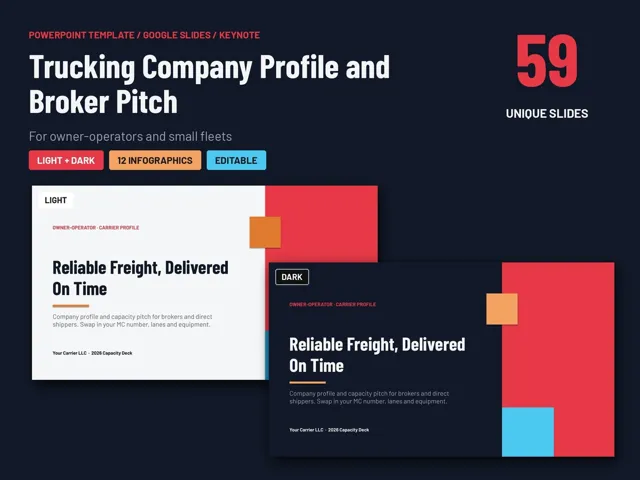 POWERPOINT TEMPLATE / GOOGLE SLIDES / KEYNOTE
Trucking Company Profile and
Broker Pitch
For owner-operators and small fleets
LIGHT + DARK
12 INFOGRAPHICS
EDITABLE
59
UNIQUE SLIDES
LIGHT
OWNER-OPERATOR · CARRIER PROFILE
Reliable Freight, Delivered
On Time
Company profile and capacity pitch for brokers and direct
shippers. Swap in your MC number, lanes and equipment.
Your Carrier LLC · 2026 Capacity Deck
DARK
OWNER-OPERATOR · CARRIER PROFILE
Reliable Freight, Delivered
On Time
Company profile and capacity pitch for brokers and direct
shippers. Swap in your MC number, lanes and equipment.
Your Carrier LLC · 2026 Capacity Deck